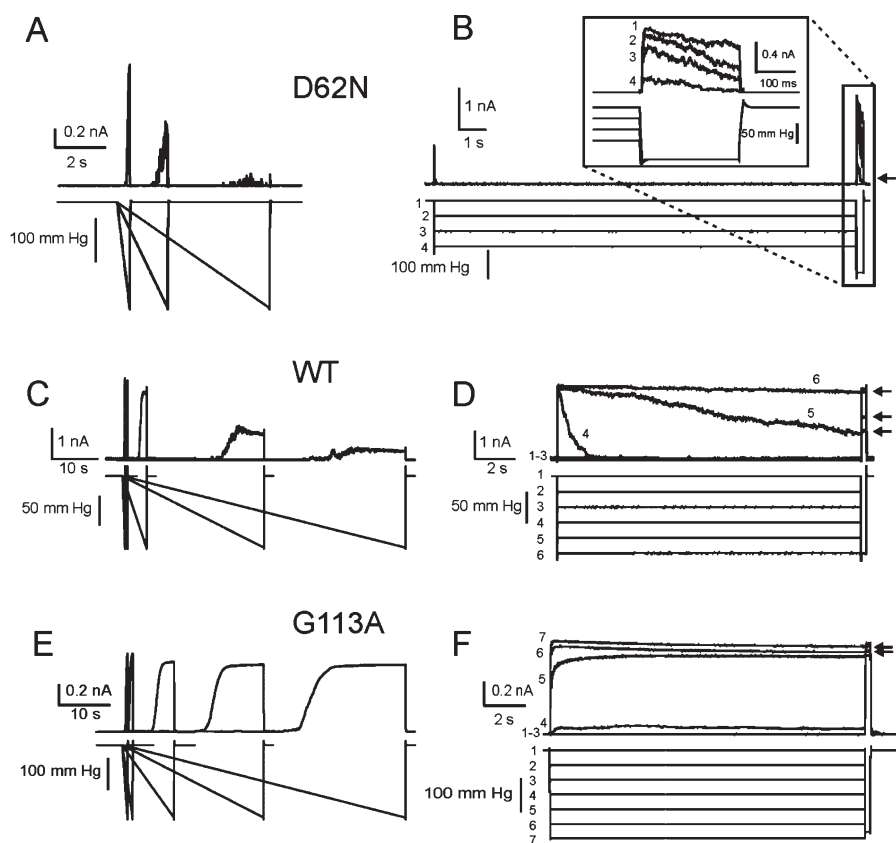 A
D62N
0.2 nA
2 s
100 mm Hg
B
1 nA
1 s
1
2
3
4
0.4 nA
100 ms
50 mm Hg
1
2
3
4
100 mm Hg
C
WT
1 nA
10 s
50 mm Hg
D
1 nA
2 s
6
5
4
1-3
50 mm Hg
1
2
3
4
5
6
E
G113A
0.2 nA
10 s
100 mm Hg
F
0.2 nA
2 s
7
6
5
4
1-3
100 mm Hg
1
2
3
4
5
6
7